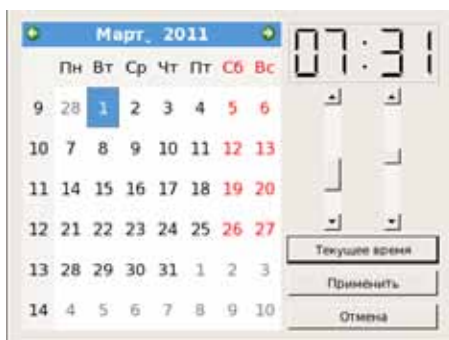 Март, 2011
07:31
Пн Вт Ср Чт Пт Сб Вс
9 28 1 2 3 4 5 6
10 7 8 9 10 11 12 13
11 14 15 16 17 18 19 20
12 21 22 23 24 25 26 27
13 28 29 30 31 1 2 3
14 4 5 6 7 8 9 10
Текущее время
Применить
Отмена